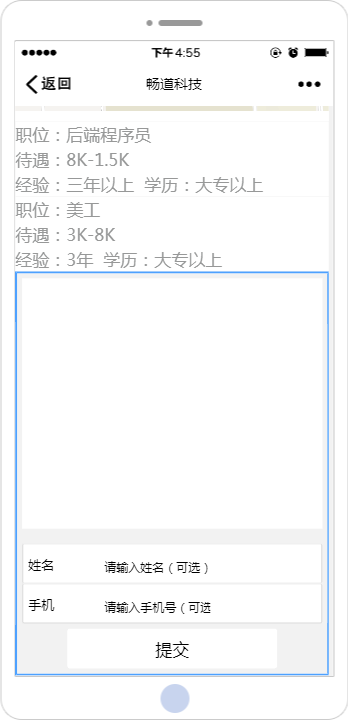 下午4:55
返回 畅道科技
职位：后端程序员
待遇：8K-1.5K
经验：三年以上 学历：大专以上
职位：美工
待遇：3K-8K
经验：3年 学历：大专以上
姓名 请输入姓名（可选）
手机 请输入手机号（可选
提交